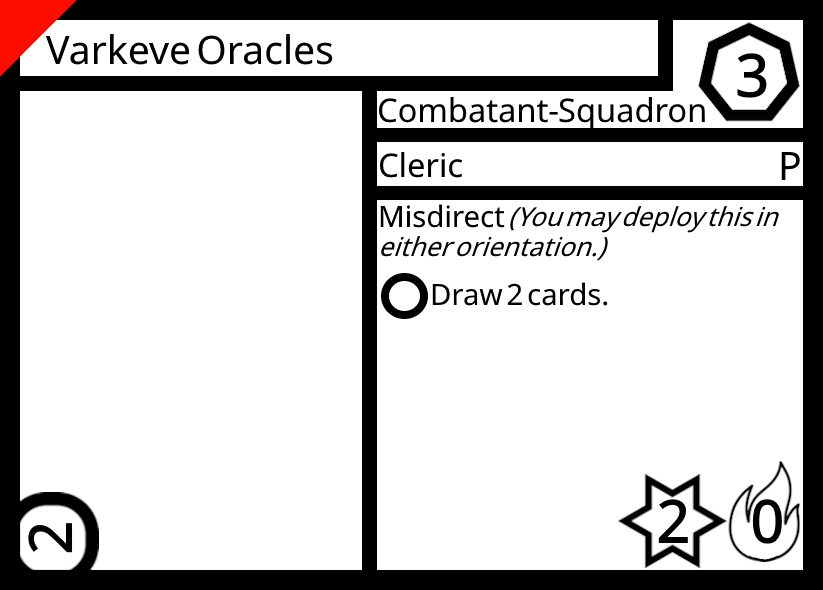 Varkeve Oracles
3
Combatant-Squadron
Cleric P
Misdirect (You may deploy this in
either orientation.)
Draw 2 cards.
2
2 0